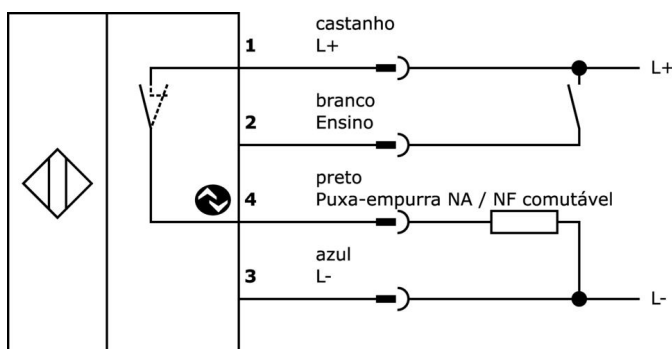 castanho
1 L+ L+
branco
2 Ensino
preto
4 Puxa-empurra NA / NF comutável
azul
3 L- L-